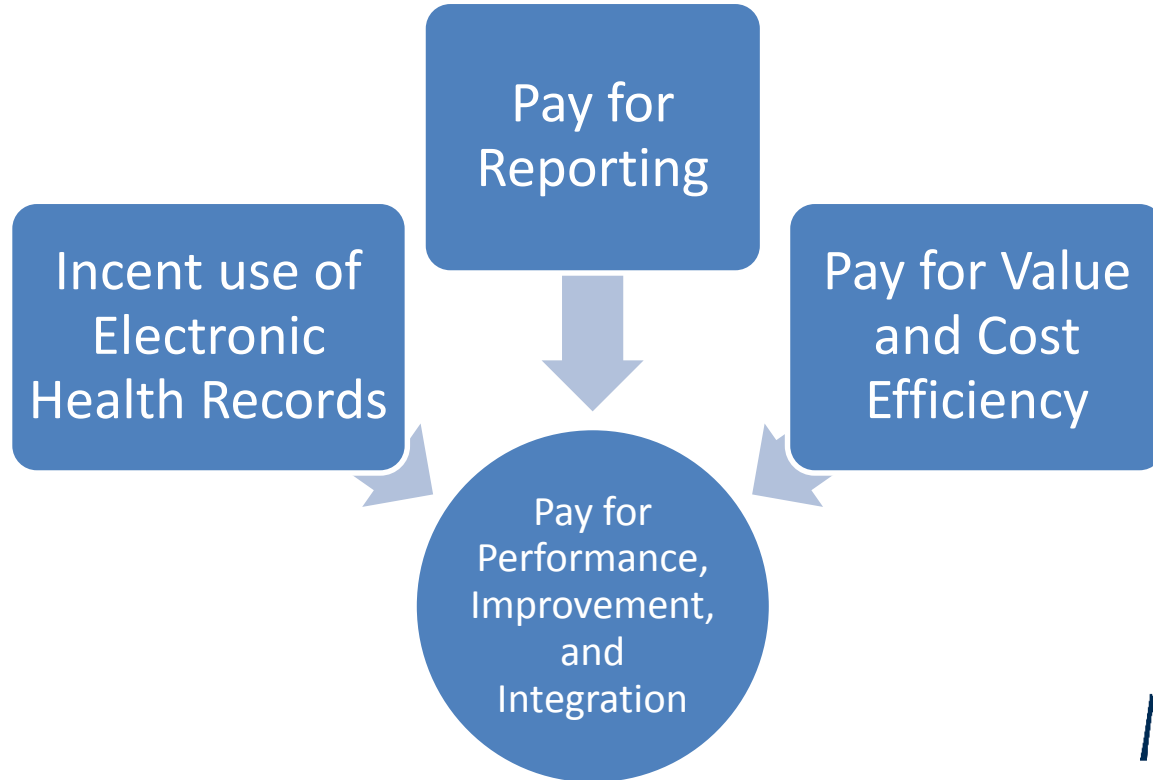 Pay for
Reporting
Incent use of
Electronic
Health Records
Pay for Value
and Cost
Efficiency
Pay for
Performance,
Improvement,
and
Integration